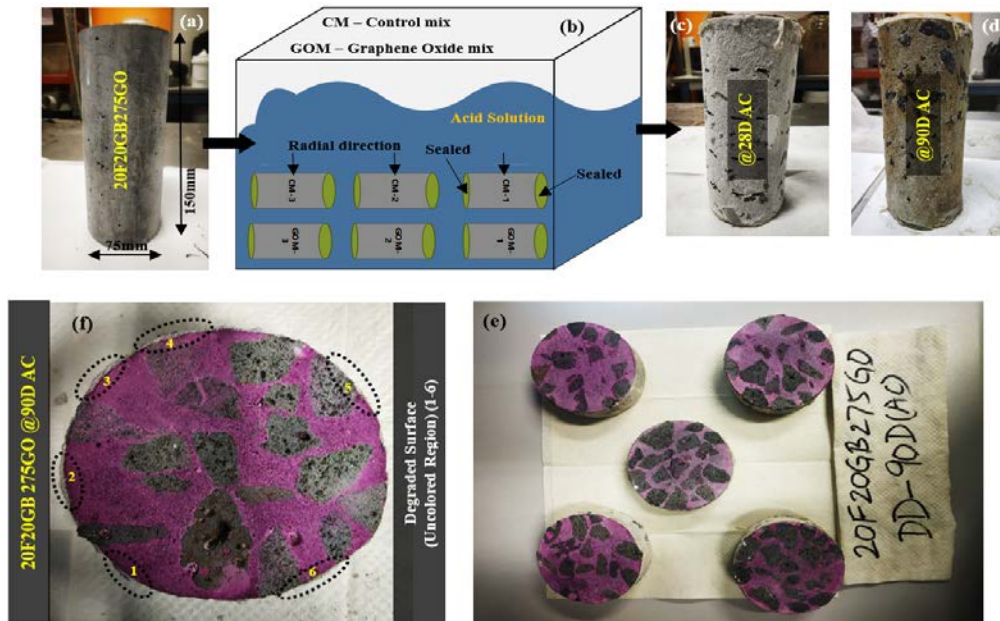 (a)
20F20GB275GO
150mm
75mm
CM – Control mix
GOM – Graphene Oxide mix
(b)
Acid Solution
Radial direction
Sealed
Sealed
CM-3
CM-2
CM-1
GOM-3
GOM-2
GOM-1
(c)
@28D AC
(d)
@90D AC
20F20GB 275GO @90D AC
(f)
1
2
3
4
5
6
Degraded Surface
(Uncolored Region) (1-6)
(e)
20F20GB275GO
DD-90D(AC)